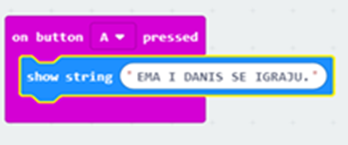 on button A pressed
show string "EMA I DANIS SE IGRAJU."